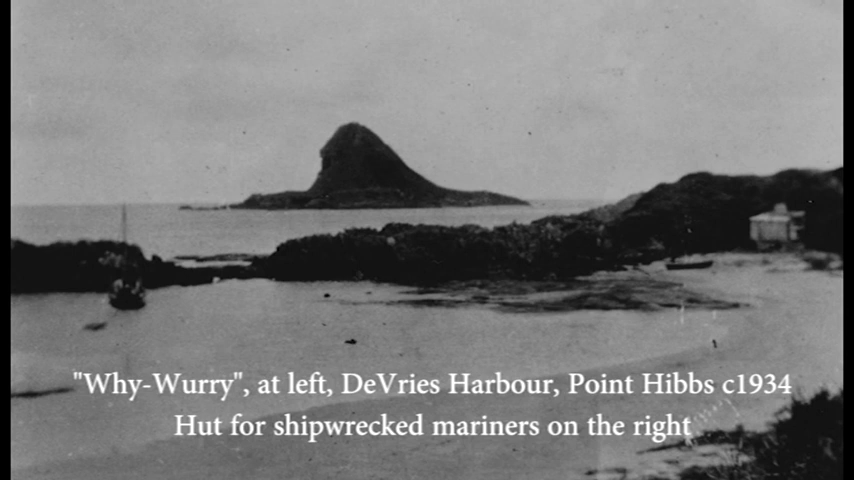 "Why-Wurry", at left, DeVries Harbour, Point Hibbs c1934
Hut for shipwrecked mariners on the right